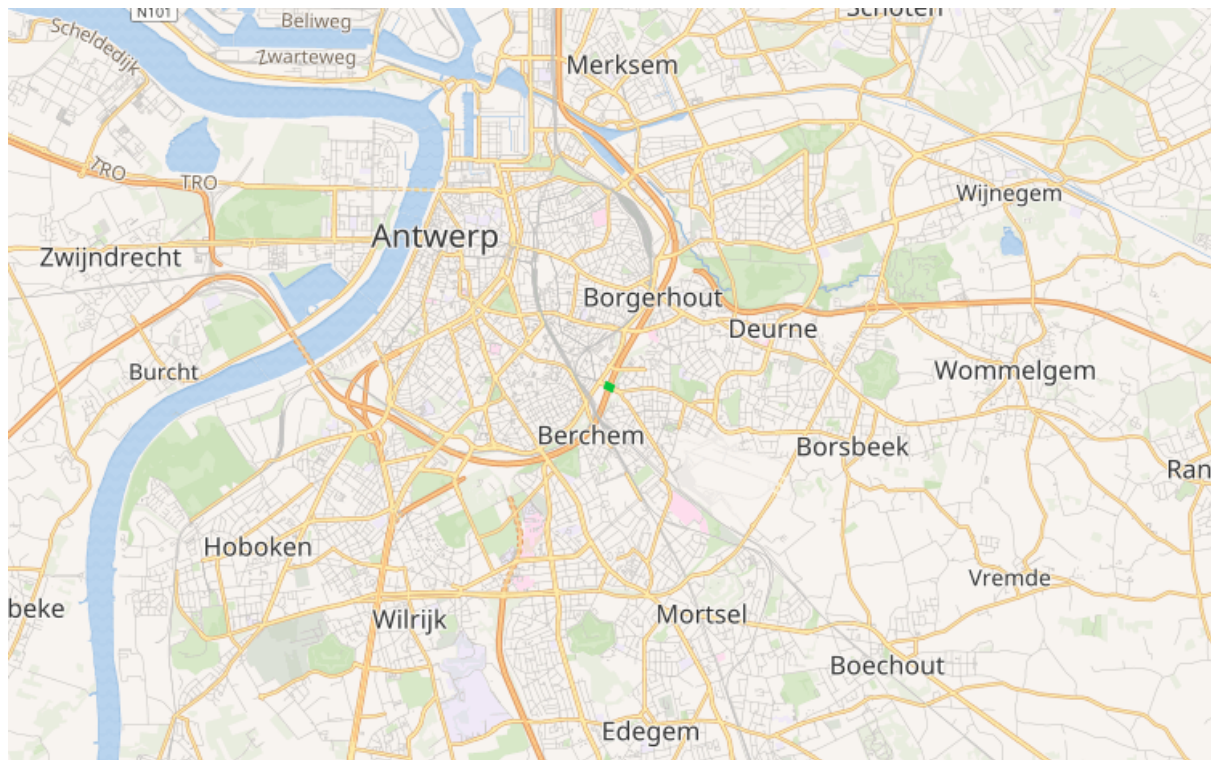 N101
Beliweg
Schoten
Scheldedijk
Zwarteweg
Merksem
TRO
TRO
Wijnegem
Antwerp
Zwijndrecht
Borgerhout
Deurne
Burcht
Wommelgem
Berchem
Borsbeek
Ran
Hoboken
Vremde
beke
Wilrijk
Mortsel
Boechout
Edegem